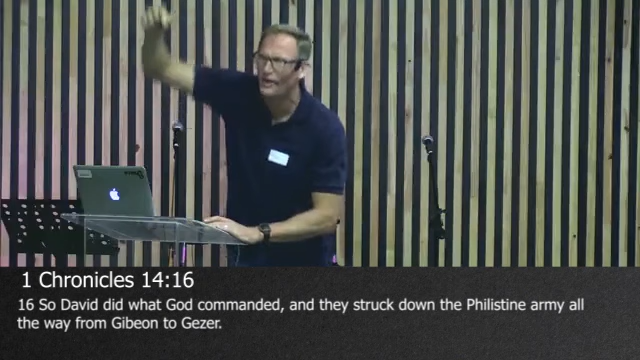 1 Chronicles 14:16
16 So David did what God commanded, and they struck down the Philistine army all
the way from Gibeon to Gezer.